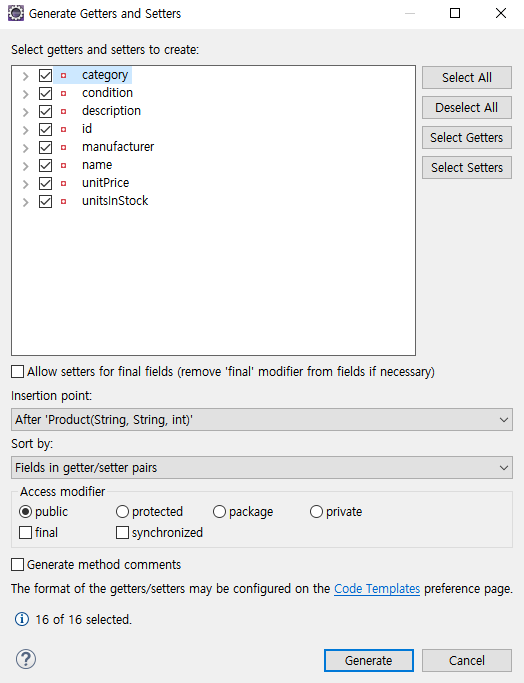 Generate Getters and Setters
Select getters and setters to create:
category
condition
description
id
manufacturer
name
unitPrice
unitsInStock
Select All
Deselect All
Select Getters
Select Setters
Allow setters for final fields (remove 'final' modifier from fields if necessary)
Insertion point:
After 'Product(String, String, int)'
Sort by:
Fields in getter/setter pairs
Access modifier
public protected package private
final synchronized
Generate method comments
The format of the getters/setters may be configured on the Code Templates preference page.
16 of 16 selected.
Generate Cancel